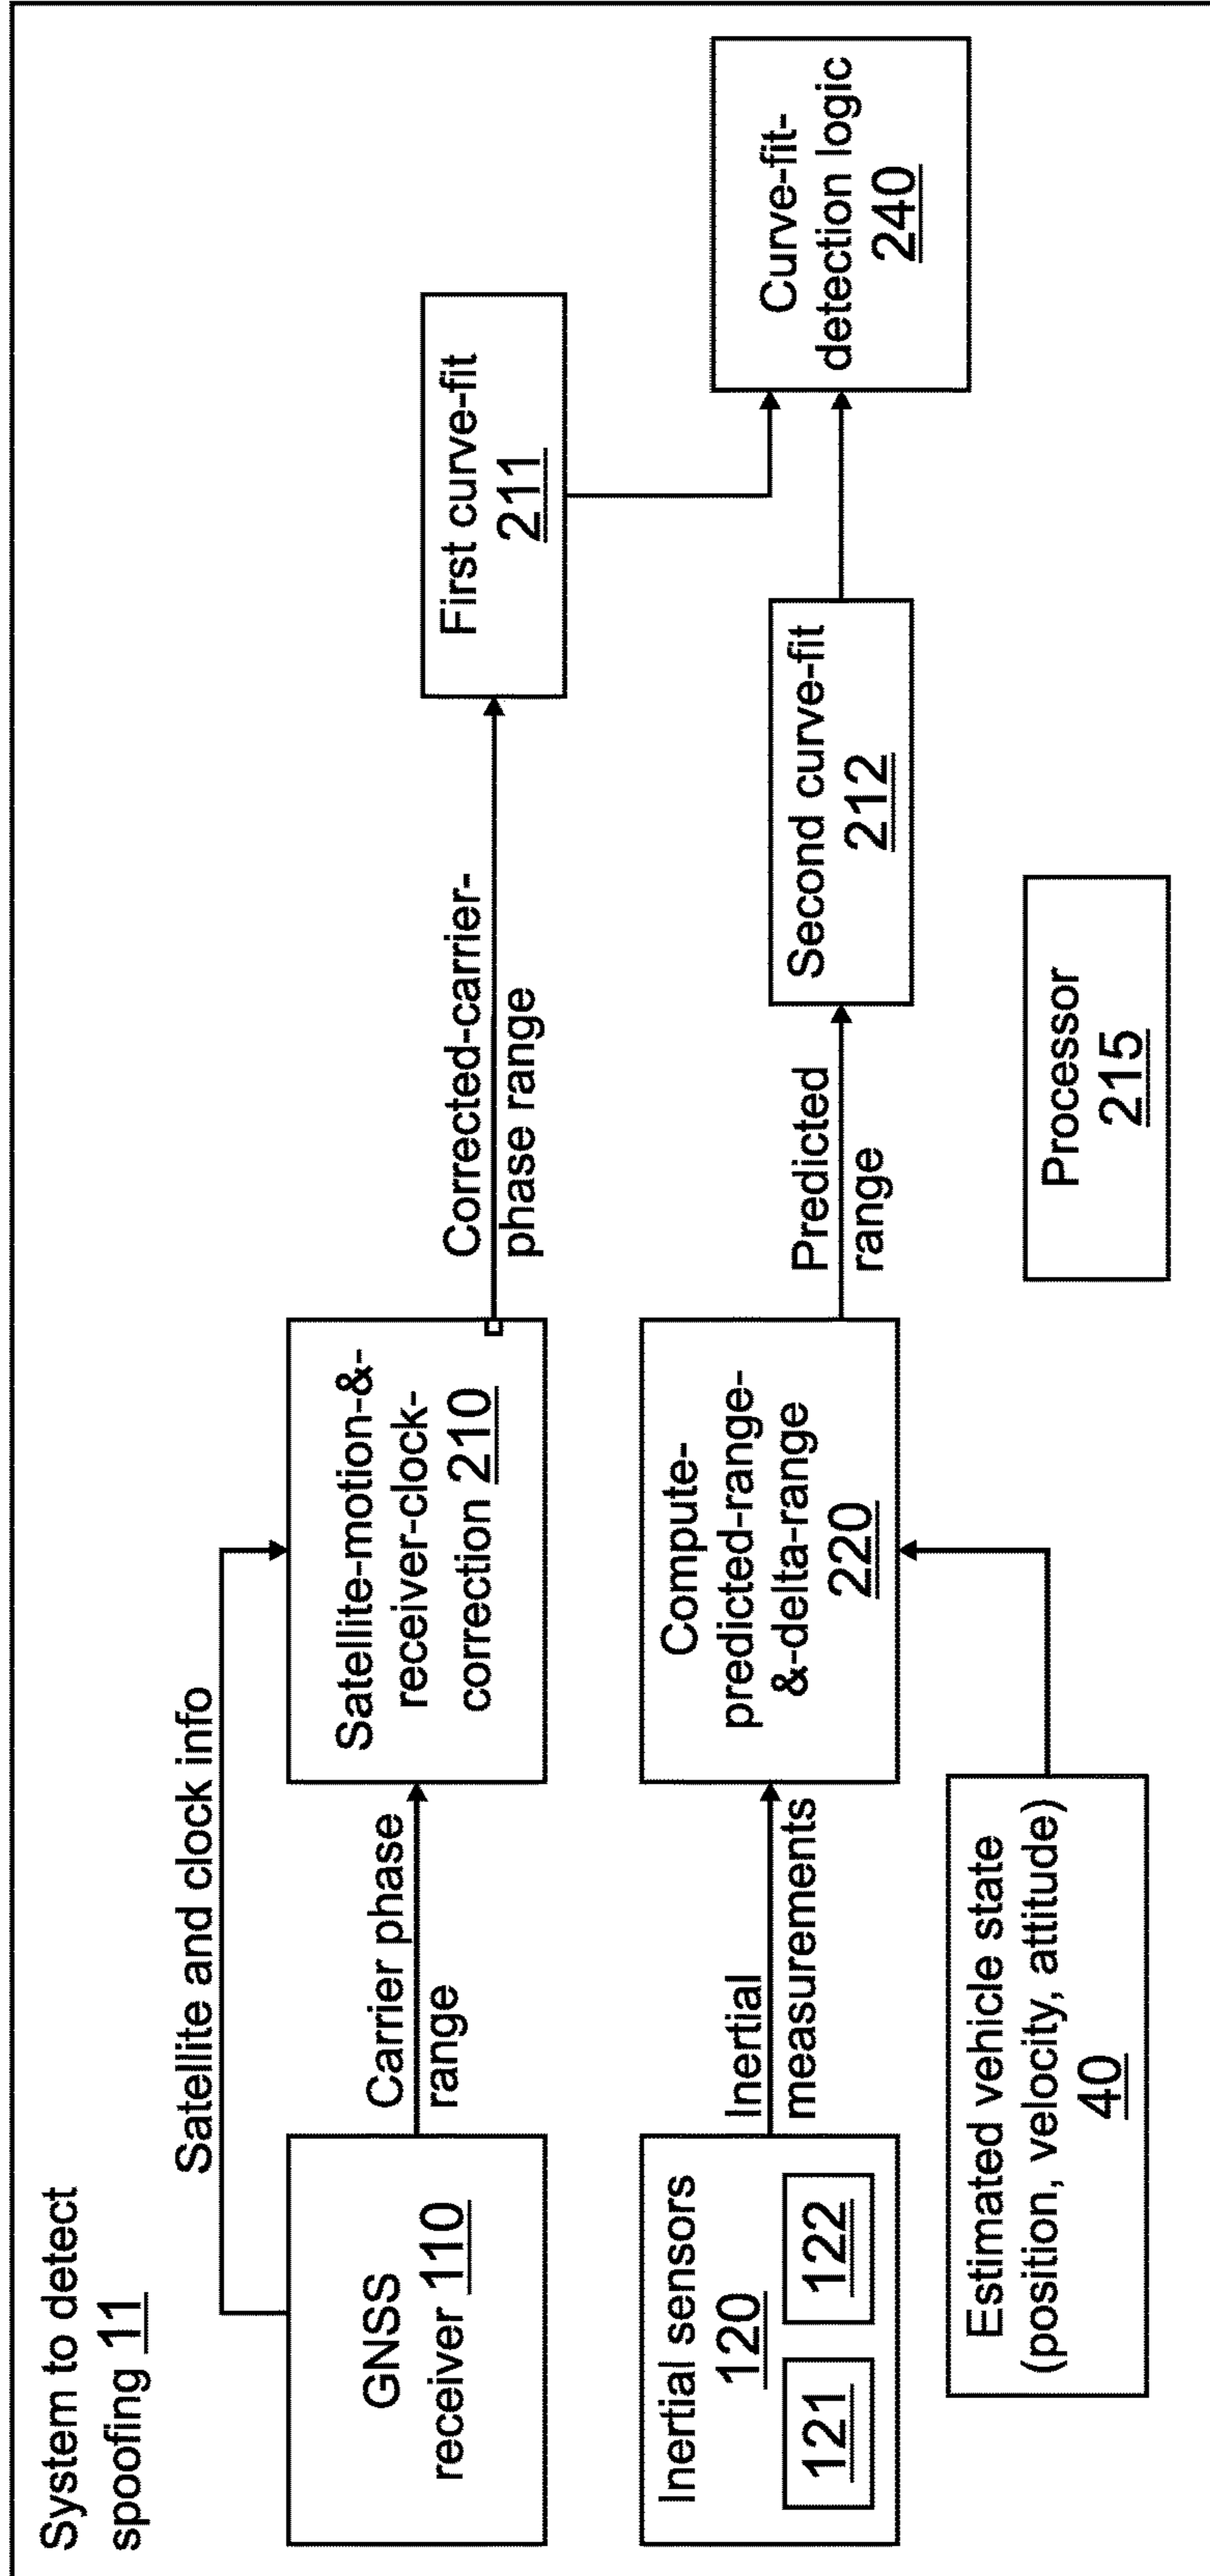 System to detect
spoofing 11
Satellite and clock info
GNSS
receiver 110
Carrier phase
range
Satellite-motion-&-
receiver-clock-
correction 210
Corrected-carrier-
phase range
First curve-fit
211
Inertial sensors
120
121
122
Inertial
measurements
Compute-
predicted-range-
&-delta-range
220
Predicted
range
Second curve-fit
212
Curve-fit-
detection logic
240
Estimated vehicle state
(position, velocity, attitude)
40
Processor
215